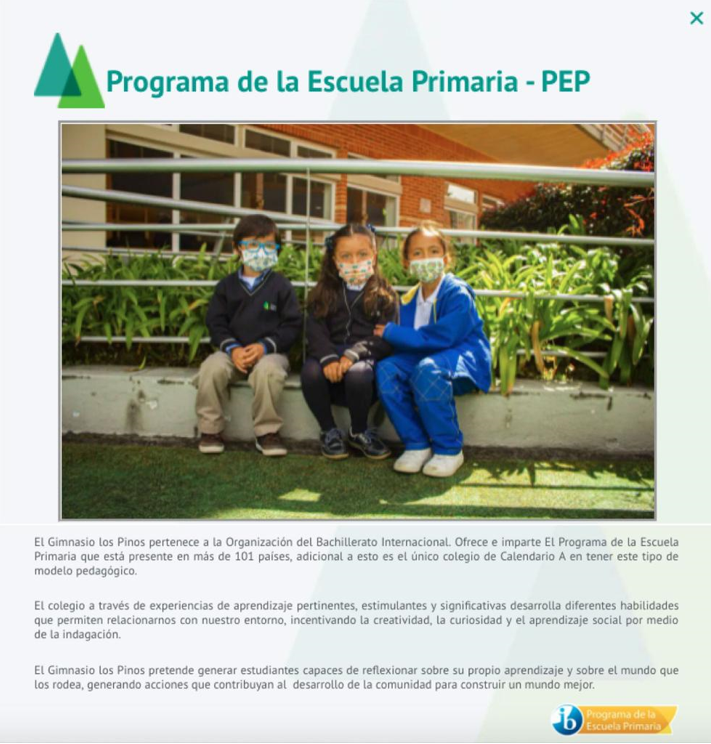 Programa de la Escuela Primaria - PEP
El Gimnasio los Pinos pertenece a la Organización del Bachillerato Internacional. Ofrece e imparte El Programa de la Escuela
Primaria que está presente en más de 101 países, adicional a esto es el único colegio de Calendario A en tener este tipo de
modelo pedagógico.
El colegio a través de experiencias de aprendizaje pertinentes, estimulantes y significativas desarrolla diferentes habilidades
que permiten relacionarnos con nuestro entorno, incentivando la creatividad, la curiosidad y el aprendizaje social por medio
de la indagación.
El Gimnasio los Pinos pretende generar estudiantes capaces de reflexionar sobre su propio aprendizaje y sobre el mundo que
los rodea, generando acciones que contribuyan al desarrollo de la comunidad para construir un mundo mejor.
ib
Programa de la
Escuela Primaria